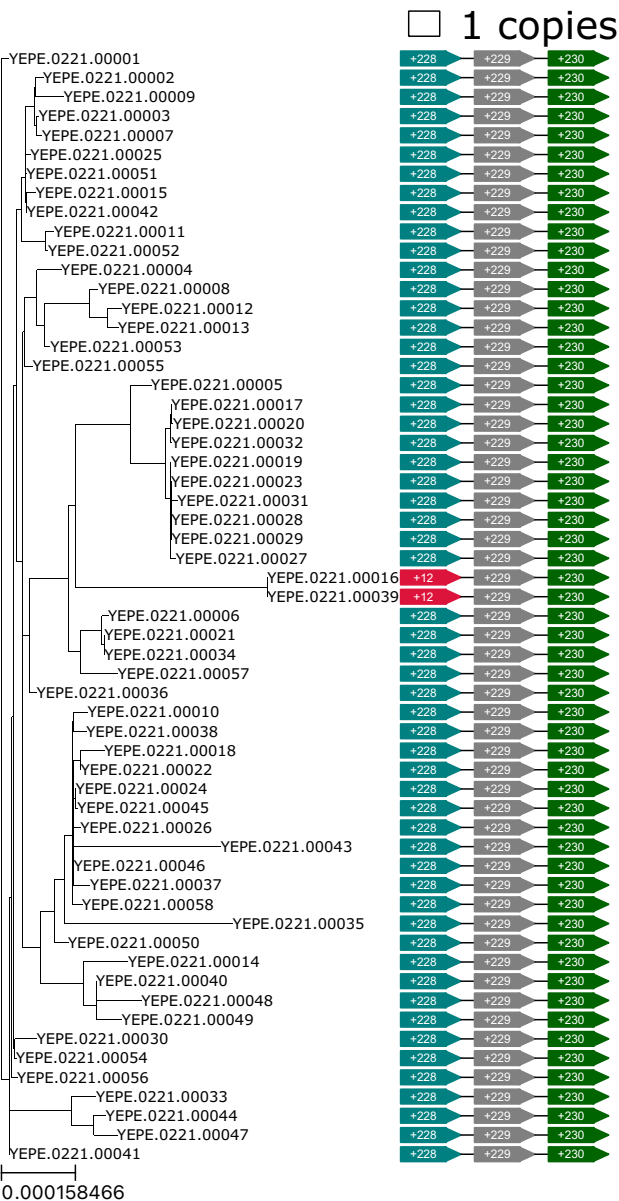 1 copies
YEPE.0221.00001 +228 +229 +230
YEPE.0221.00002 +228 +229 +230
YEPE.0221.00009 +228 +229 +230
YEPE.0221.00003 +228 +229 +230
YEPE.0221.00007 +228 +229 +230
YEPE.0221.00025 +228 +229 +230
YEPE.0221.00051 +228 +229 +230
YEPE.0221.00015 +228 +229 +230
YEPE.0221.00042 +228 +229 +230
YEPE.0221.00011 +228 +229 +230
YEPE.0221.00052 +228 +229 +230
YEPE.0221.00004 +228 +229 +230
YEPE.0221.00008 +228 +229 +230
YEPE.0221.00012 +228 +229 +230
YEPE.0221.00013 +228 +229 +230
YEPE.0221.00053 +228 +229 +230
YEPE.0221.00055 +228 +229 +230
YEPE.0221.00005 +228 +229 +230
YEPE.0221.00017 +228 +229 +230
YEPE.0221.00020 +228 +229 +230
YEPE.0221.00032 +228 +229 +230
YEPE.0221.00019 +228 +229 +230
YEPE.0221.00023 +228 +229 +230
YEPE.0221.00031 +228 +229 +230
YEPE.0221.00028 +228 +229 +230
YEPE.0221.00029 +228 +229 +230
YEPE.0221.00027 +228 +229 +230
YEPE.0221.00016 +12 +229 +230
YEPE.0221.00039 +12 +229 +230
YEPE.0221.00006 +228 +229 +230
YEPE.0221.00021 +228 +229 +230
YEPE.0221.00034 +228 +229 +230
YEPE.0221.00057 +228 +229 +230
YEPE.0221.00036 +228 +229 +230
YEPE.0221.00010 +228 +229 +230
YEPE.0221.00038 +228 +229 +230
YEPE.0221.00018 +228 +229 +230
YEPE.0221.00022 +228 +229 +230
YEPE.0221.00024 +228 +229 +230
YEPE.0221.00045 +228 +229 +230
YEPE.0221.00026 +228 +229 +230
YEPE.0221.00043 +228 +229 +230
YEPE.0221.00046 +228 +229 +230
YEPE.0221.00037 +228 +229 +230
YEPE.0221.00058 +228 +229 +230
YEPE.0221.00035 +228 +229 +230
YEPE.0221.00050 +228 +229 +230
YEPE.0221.00014 +228 +229 +230
YEPE.0221.00040 +228 +229 +230
YEPE.0221.00048 +228 +229 +230
YEPE.0221.00049 +228 +229 +230
YEPE.0221.00030 +228 +229 +230
YEPE.0221.00054 +228 +229 +230
YEPE.0221.00056 +228 +229 +230
YEPE.0221.00033 +228 +229 +230
YEPE.0221.00044 +228 +229 +230
YEPE.0221.00047 +228 +229 +230
YEPE.0221.00041 +228 +229 +230
0.000158466